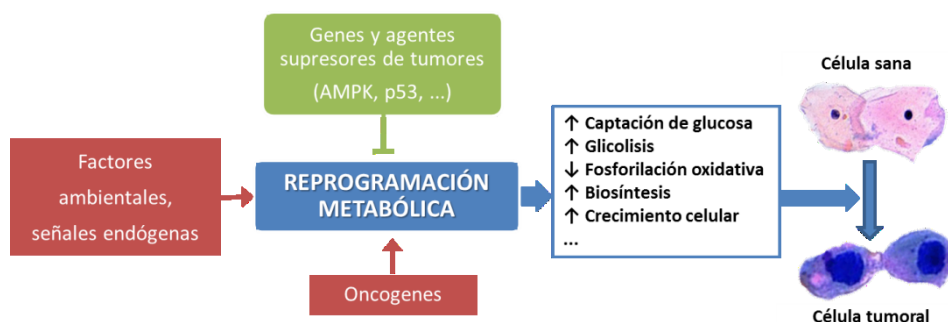 Genes y agentes
supresores de tumores
(AMPK, p53, ...)
Factores
ambientales,
señales endógenas
REPROGRAMACIÓN
METABÓLICA
Oncogenes
↑ Captación de glucosa
↑ Glicolisis
↓ Fosforilación oxidativa
↑ Biosíntesis
↑ Crecimiento celular
...
Célula sana
Célula tumoral